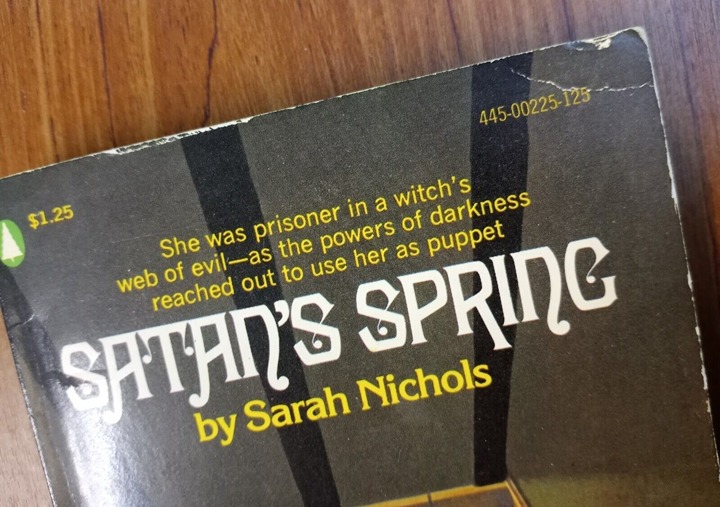 445-00225-125
$1.25
She was prisoner in a witch's
web of evil—as the powers of darkness
reached out to use her as puppet
SATAN'S SPRING
by Sarah Nichols